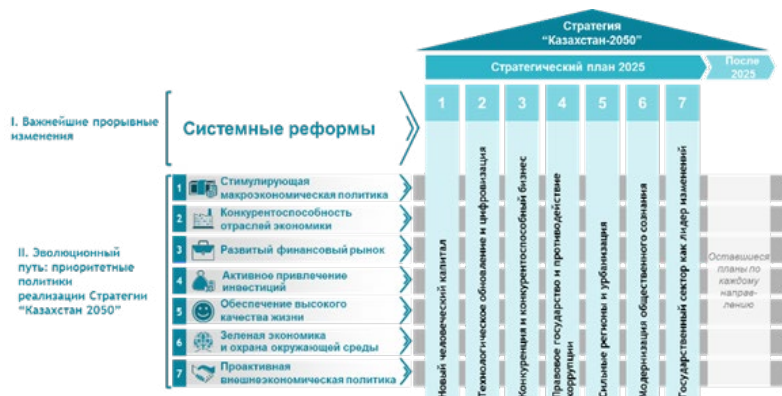 Стратегия
“Казахстан-2050”
Стратегический план 2025
После
2025
I. Важнейшие прорывные
изменения
Системные реформы
1
2
3
4
5
6
7
Новый человеческий капитал
Технологическое обновление и цифровизация
Конкуренция и конкурентоспособный бизнес
Правовое государство и противодействие
коррупции
Сильные регионы и урбанизация
Модернизация общественного сознания
Государственный сектор как лидер изменений
II. Эволюционный
путь: приоритетные
политики
реализации Стратегии
“Казахстан 2050”
1 Стимулирующая
макроэкономическая политика
2 Конкурентоспособность
отраслей экономики
3 Развитый финансовый рынок
4 Активное привлечение
инвестиций
5 Обеспечение высокого
качества жизни
6 Зеленая экономика
и охрана окружающей среды
7 Проактивная
внешнеэкономическая политика
Оставшиеся
планы по
каждому
направ-
лению